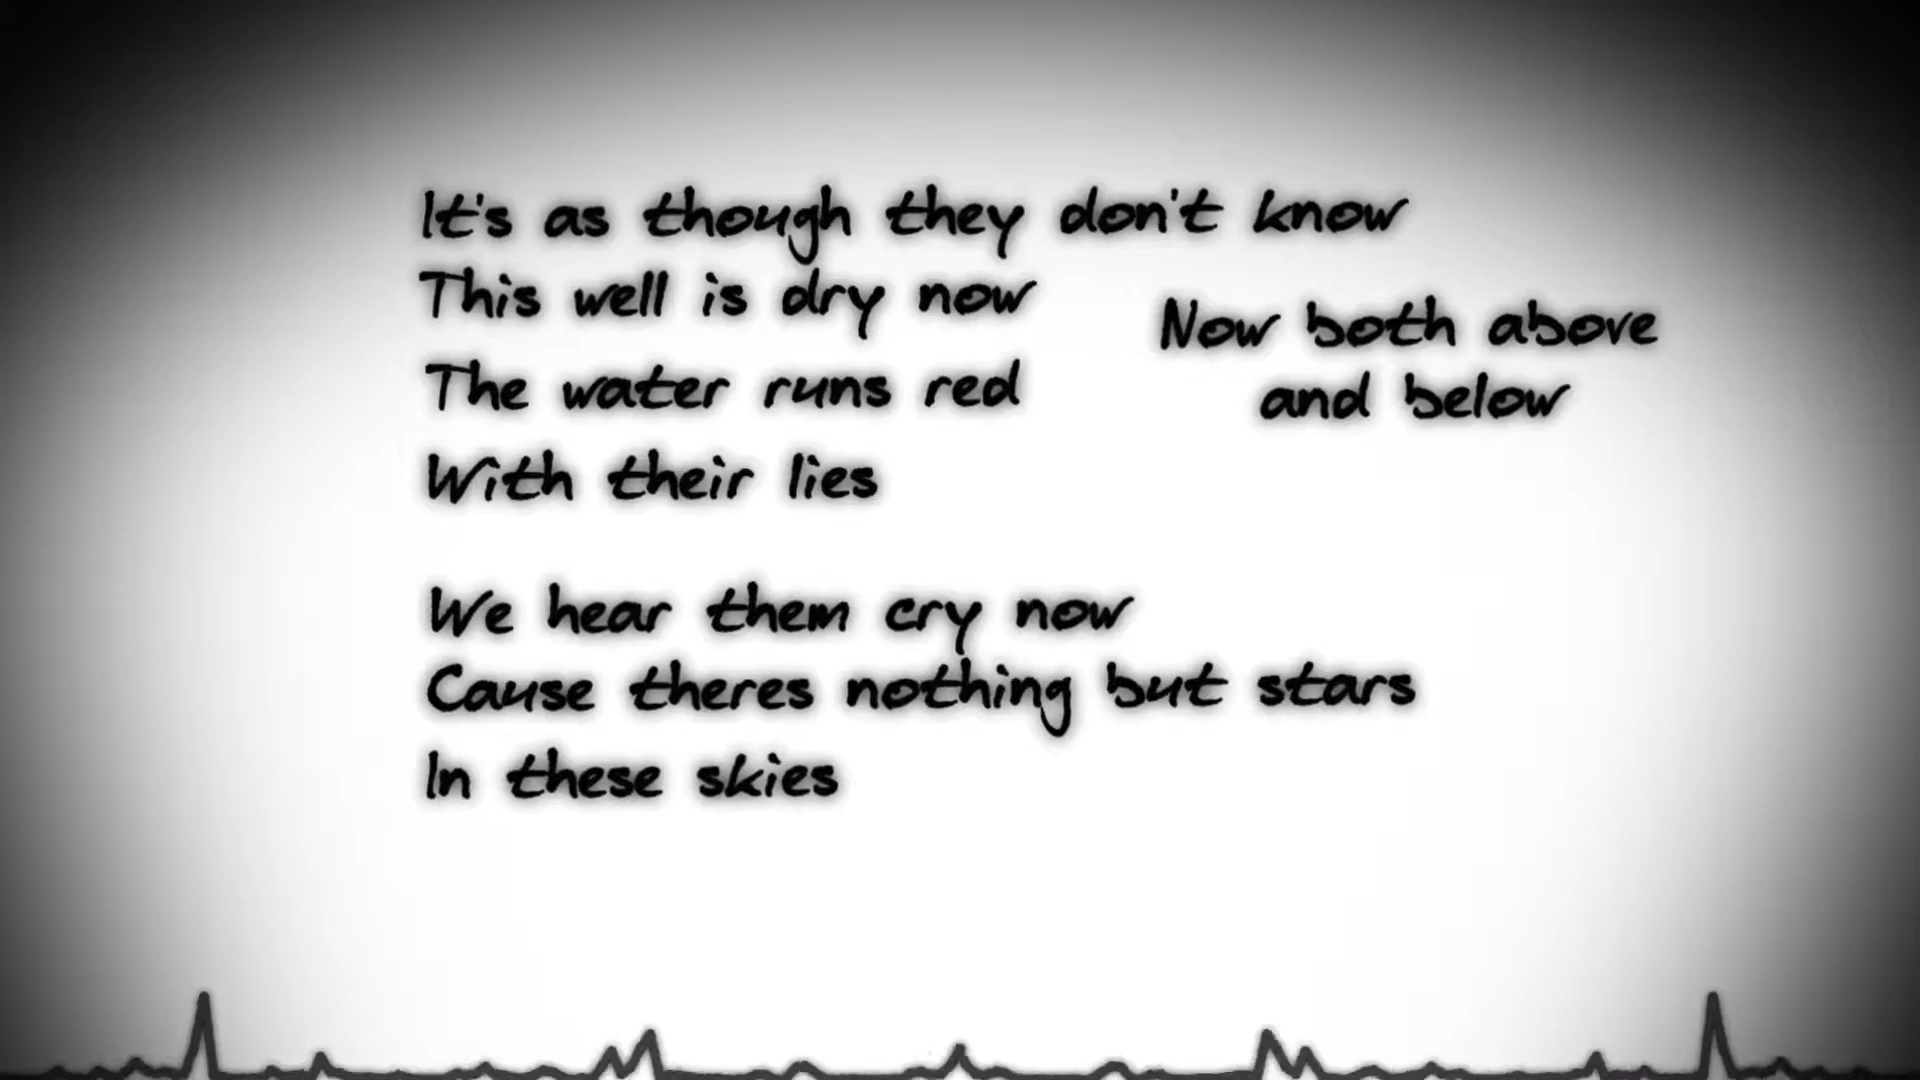 It's as though they don't know
This well is dry now
The water runs red
With their lies
Now both above
and below
We hear them cry now
Cause theres nothing but stars
In these skies